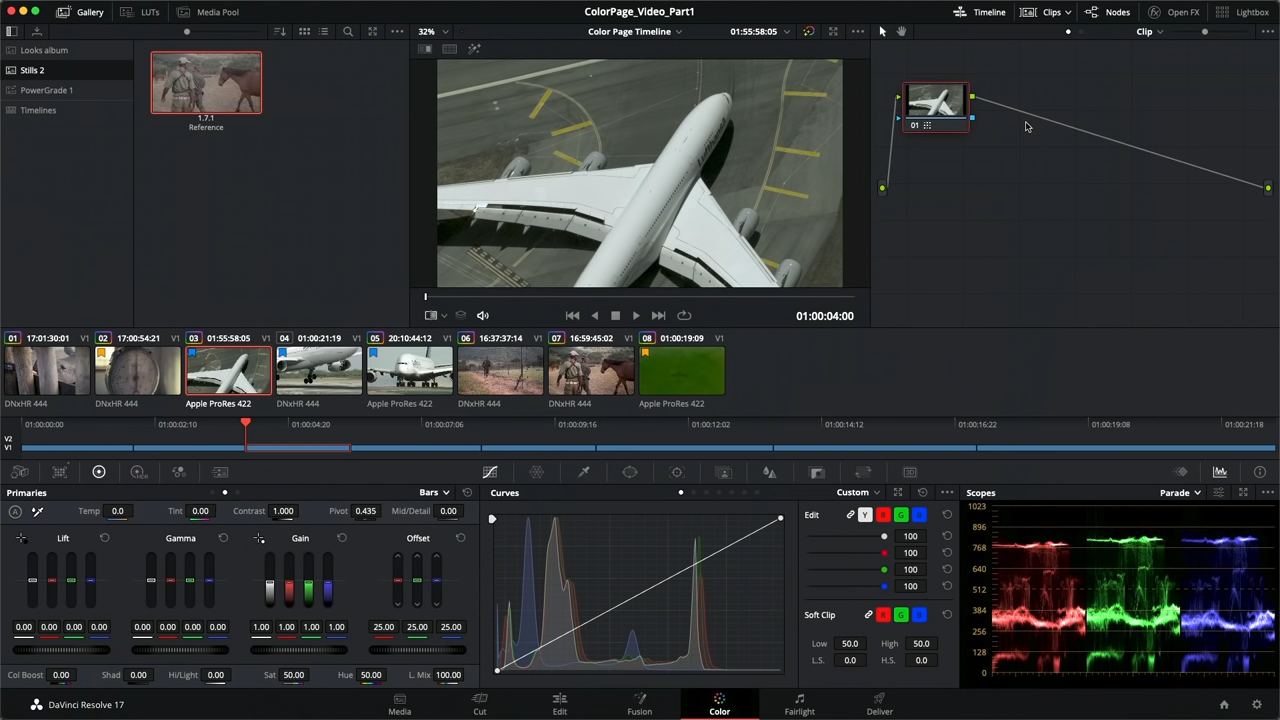 Gallery LUTs Media Pool ColorPage_Video_Part1 Timeline Clips Nodes Open FX Lightbox
32% Color Page Timeline 01:55:58:05 Clip
Looks album
Stills 2
PowerGrade 1
Timelines
1.7.1
Reference
01
01:00:04:00
01 17:01:30:01 V1 02 17:00:54:21 V1 03 01:55:58:05 V1 04 01:00:21:19 V1 05 20:10:44:12 V1 06 16:37:37:14 V1 07 16:59:45:02 V1 08 01:00:19:09 V1
DNxHR 444 DNxHR 444 Apple ProRes 422 DNxHR 444 Apple ProRes 422 DNxHR 444 DNxHR 444 Apple ProRes 422
01:00:00:00 01:00:02:10 01:00:04:20 01:00:07:06 01:00:09:16 01:00:12:02 01:00:14:12 01:00:16:22 01:00:19:08 01:00:21:18
V2
V1
Primaries Bars Curves Custom Scopes Parade
Temp 0.0 Tint 0.00 Contrast 1.000 Pivot 0.435 Mid/Detail 0.00
Lift Gamma Gain Offset
0.00 0.00 0.00 0.00 0.00 0.00 0.00 0.00 1.00 1.00 1.00 1.00 25.00 25.00 25.00
Col Boost 0.00 Shad 0.00 Hi/Light 0.00 Sat 50.00 Hue 50.00 L. Mix 100.00
Edit Y R G B
100
100
100
100
Soft Clip R G B
Low 50.0 High 50.0
L.S. 0.0 H.S. 0.0
1023
896
768
640
512
384
256
128
0
DaVinci Resolve 17 Media Cut Edit Fusion Color Fairlight Deliver